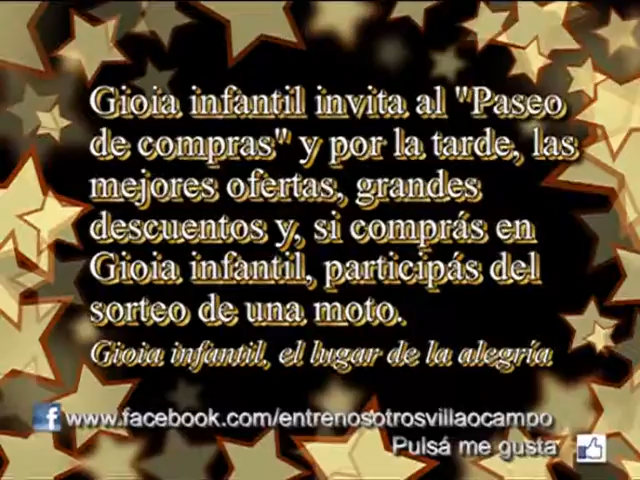 Gioia infantil invita al "Paseo
de compras" y por la tarde, las
mejores ofertas, grandes
descuentos y, si comprás en
Gioia infantil, participás del
sorteo de una moto.
Gioia infantil, el lugar de la alegría
www.facebook.com/entrenosotrosvillaocampo
Pulsá me gusta